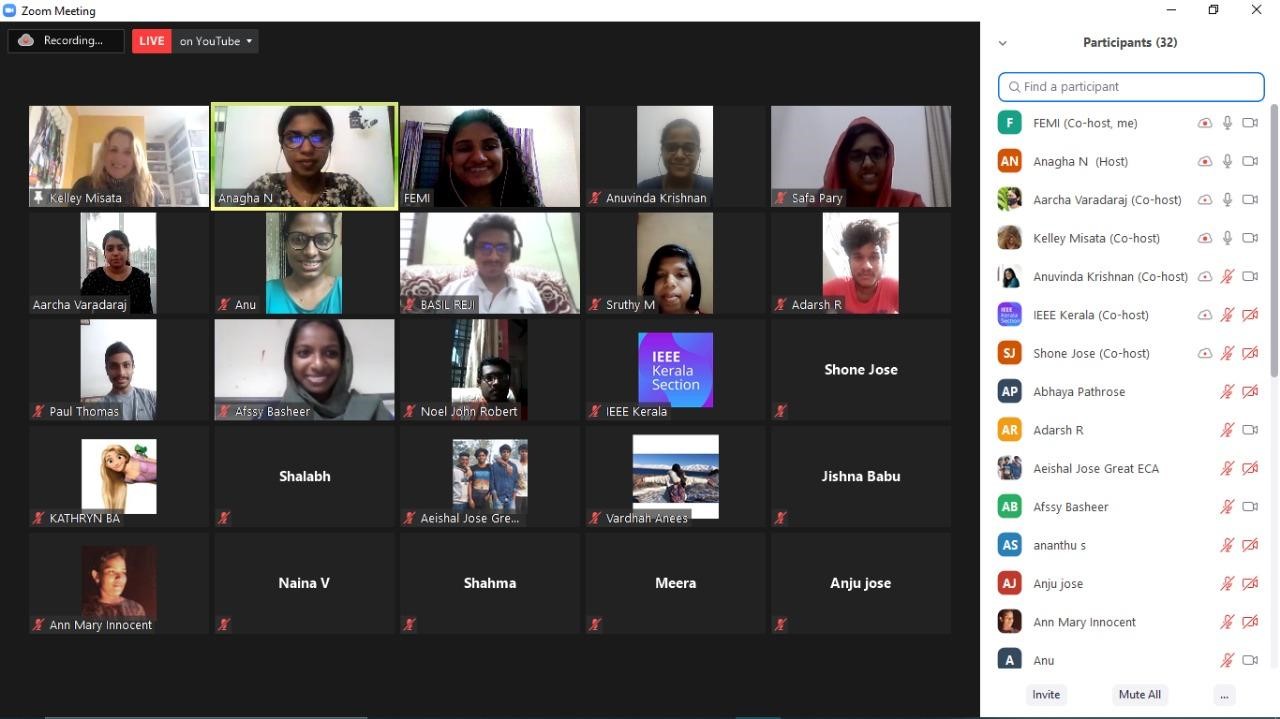 Zoom Meeting
Recording...
LIVE on YouTube
Kelley Misata
Anagha N
FEMI
Anuvinda Krishnan
Safa Pary
Aarcha Varadaraj
Anu
BASIL REJI
Sruthy M
Adarsh R
Paul Thomas
Afssy Basheer
Noel John Robert
IEEE
Kerala
Section
IEEE Kerala
Shone Jose
KATHRYN BA
Shalabh
Aeishal Jose Gre...
Vardhah Anees
Jishna Babu
Ann Mary Innocent
Naina V
Shahma
Meera
Anju jose
Participants (32)
Find a participant
F FEMI (Co-host, me)
AN Anagha N (Host)
Aarcha Varadaraj (Co-host)
Kelley Misata (Co-host)
Anuvinda Krishnan (Co-host)
IEEE
Kerala
Section
IEEE Kerala (Co-host)
SJ Shone Jose (Co-host)
AP Abhaya Pathrose
AR Adarsh R
Aeishal Jose Great ECA
AB Afssy Basheer
AS ananthu s
AJ Anju jose
Ann Mary Innocent
A Anu
Invite
Mute All
...